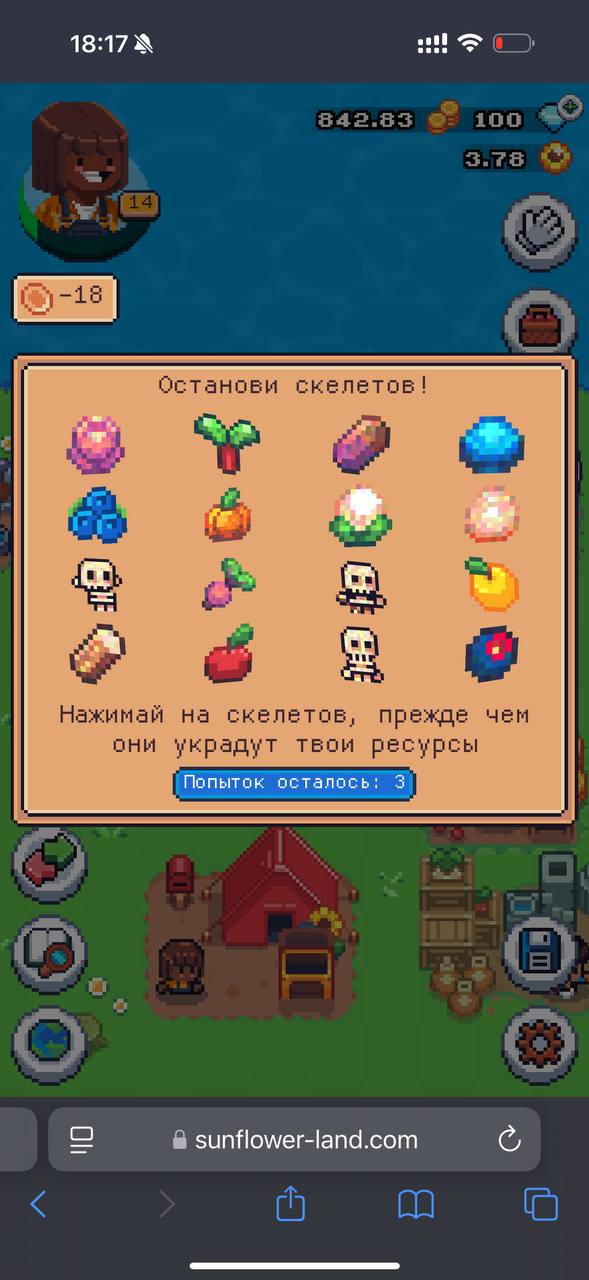 18:17
842.83 100
3.78
14
-18
Останови скелетов!
Нажимай на скелетов, прежде чем
они украдут твои ресурсы
Попыток осталось: 3
sunflower-land.com